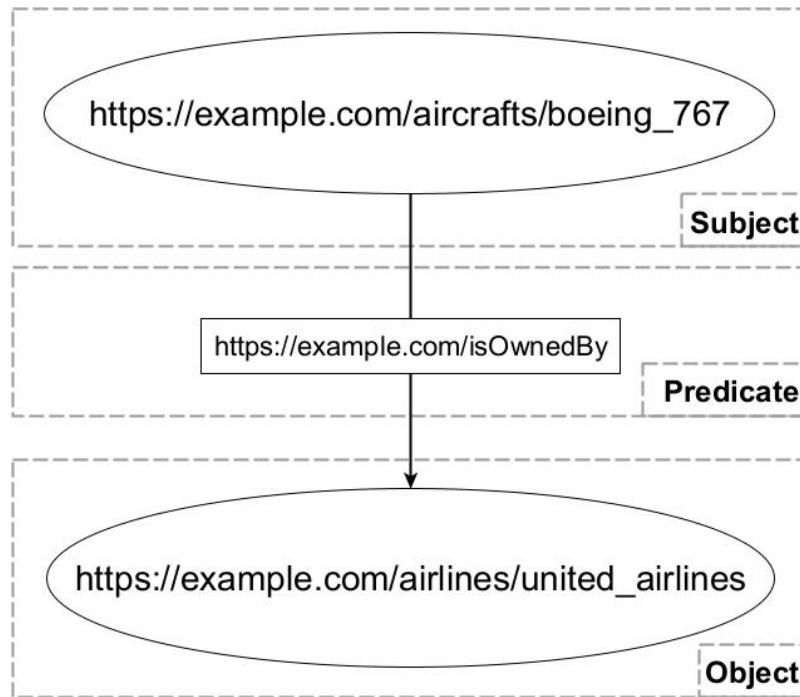 https://example.com/aircrafts/boeing_767
Subject
https://example.com/isOwnedBy
Predicate
https://example.com/airlines/united_airlines
Object